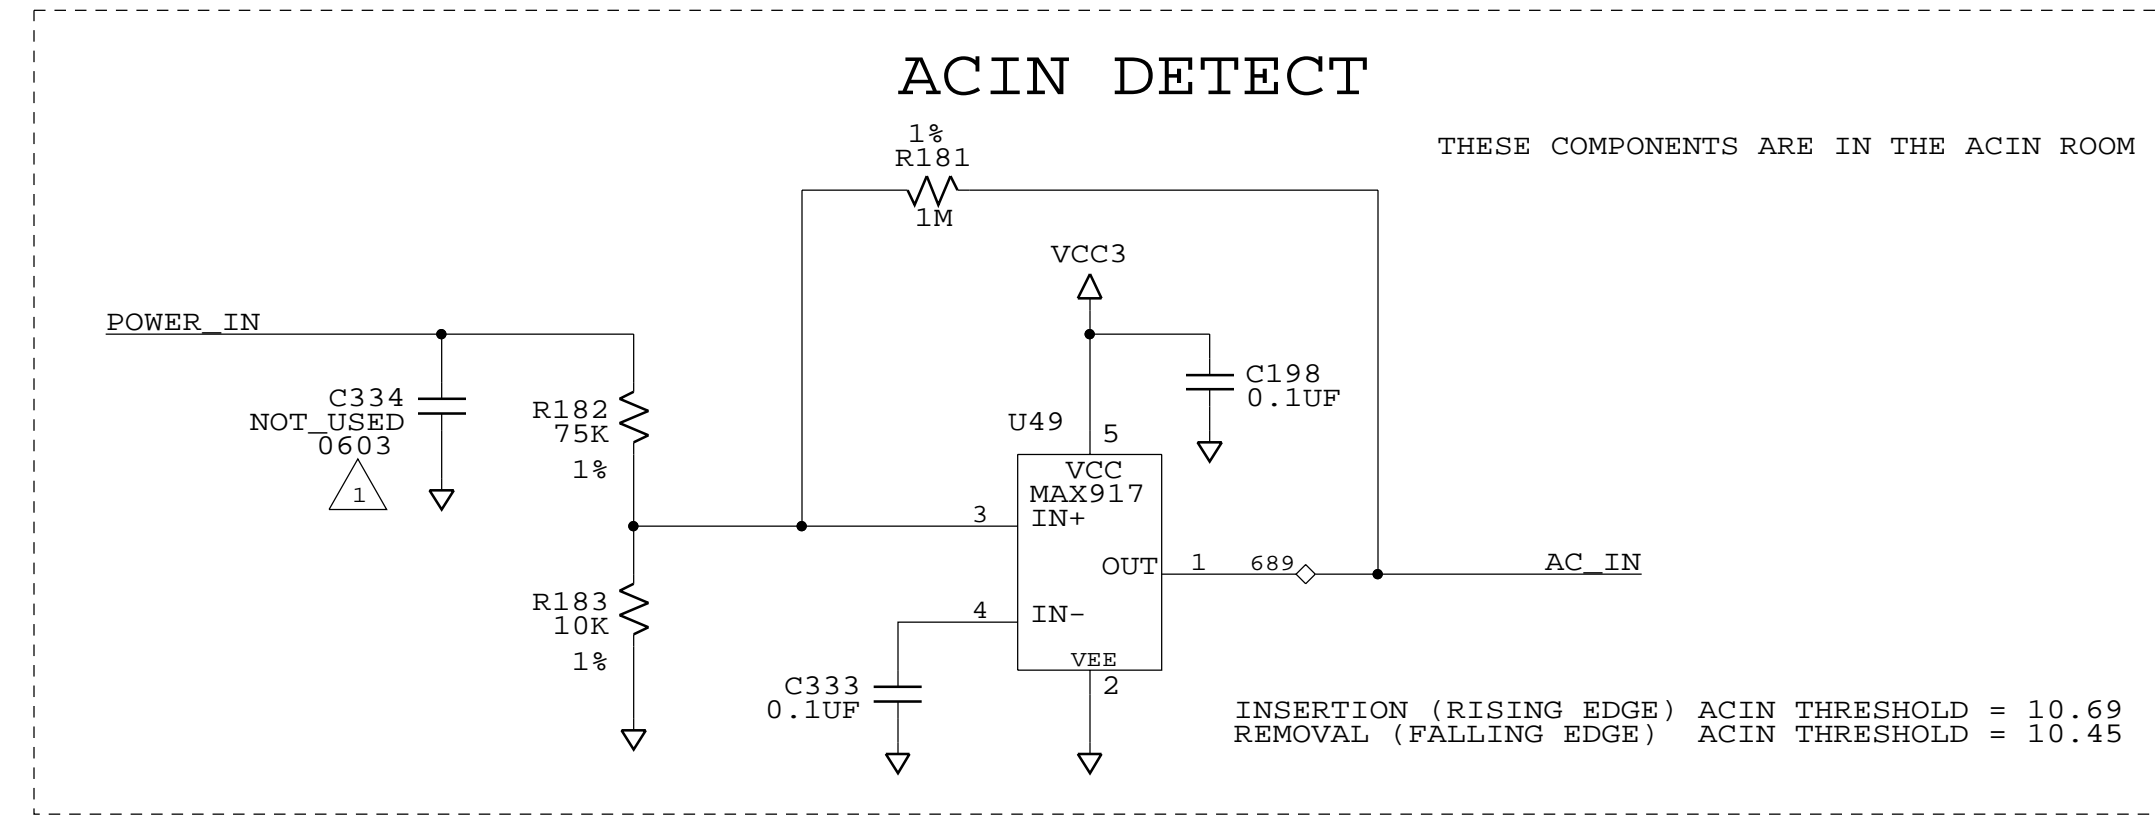 ACIN DETECT
THESE COMPONENTS ARE IN THE ACIN ROOM
1%
R181
1M
VCC3
POWER_IN
C334
NOT_USED
0603
1
R182
75K
1%
C198
0.1UF
U49
5
VCC
MAX917
3
IN+
OUT
1
689
AC_IN
R183
10K
1%
4
IN-
VEE
2
C333
0.1UF
INSERTION (RISING EDGE) ACIN THRESHOLD = 10.69
REMOVAL (FALLING EDGE) ACIN THRESHOLD = 10.45